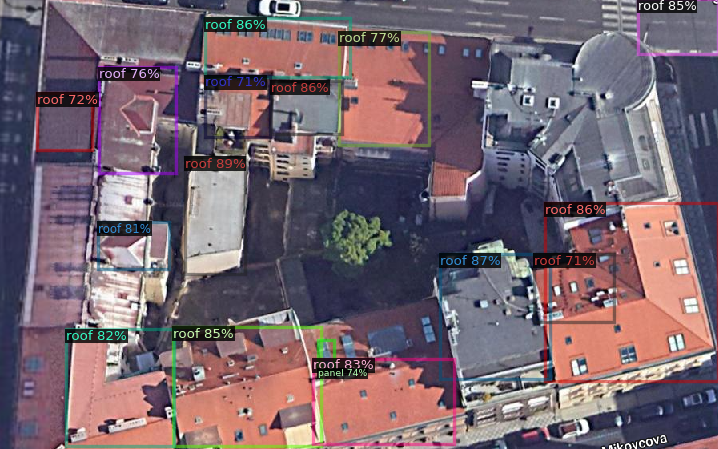 roof 85%
roof 86%
roof 77%
roof 76%
roof 71%
roof 86%
roof 72%
roof 89%
roof 86%
roof 81%
roof 87%
roof 71%
roof 82%
roof 85%
roof 83%
panel 74%
Mikovcova